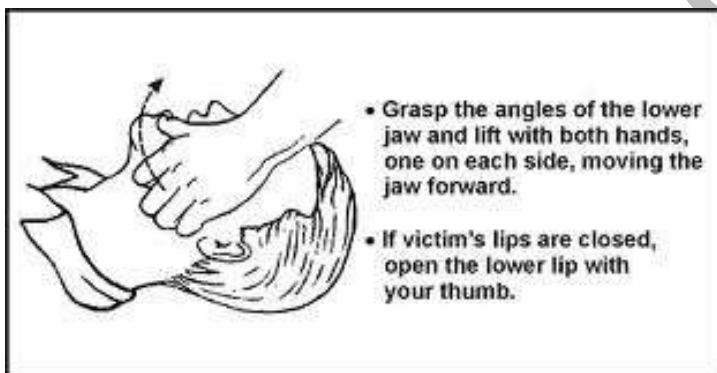 • Grasp the angles of the lower
jaw and lift with both hands,
one on each side, moving the
jaw forward.
• If victim's lips are closed,
open the lower lip with
your thumb.